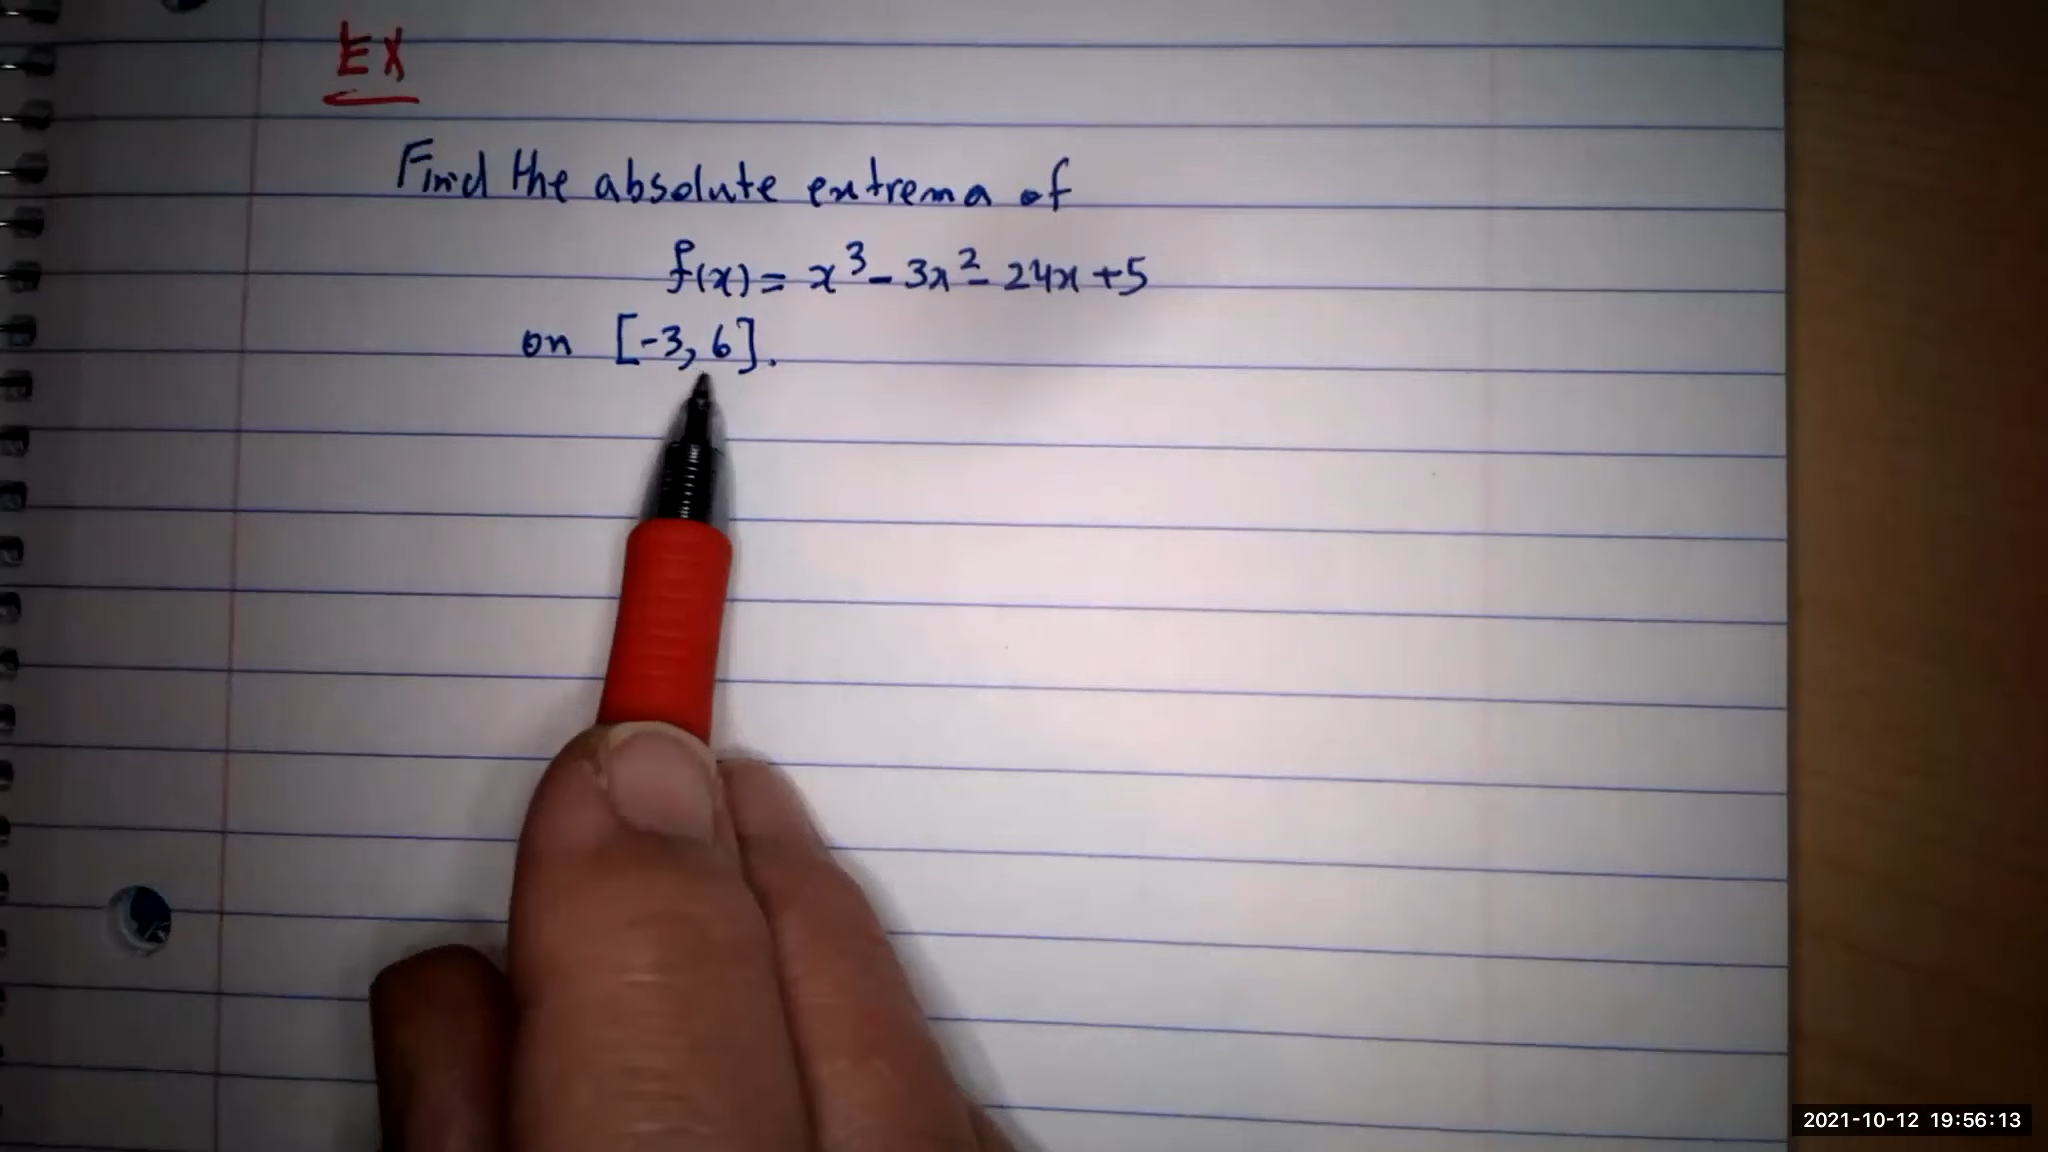 EX
Find the absolute extrema of
f(x) = x³ - 3x² - 24x + 5
on [-3, 6].
2021-10-12 19:56:13